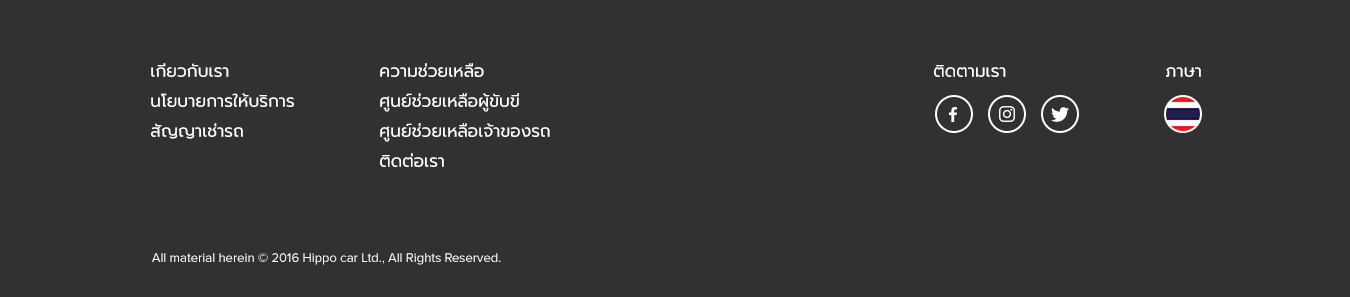 เกี่ยวกับเรา
นโยบายการให้บริการ
สัญญาเช่ารถ
ความช่วยเหลือ
ศูนย์ช่วยเหลือผู้ขับขี่
ศูนย์ช่วยเหลือเจ้าของรถ
ติดต่อเรา
ติดตามเรา
ภาษา
All material herein © 2016 Hippo car Ltd., All Rights Reserved.